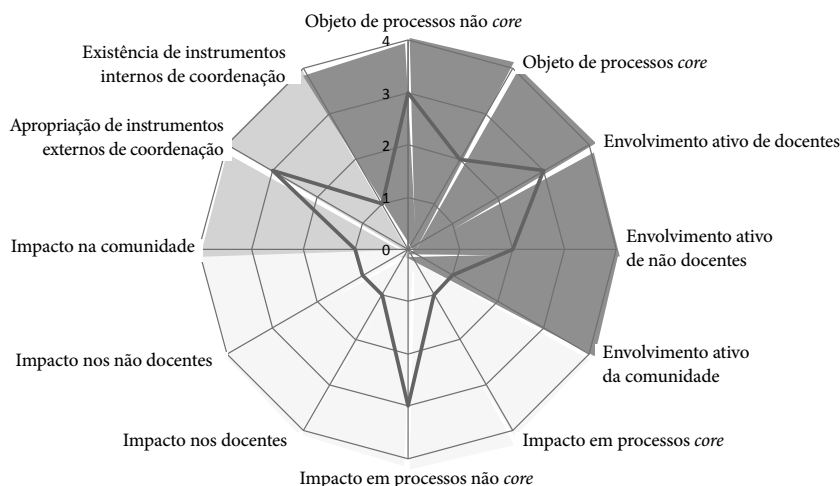 Objeto de processos não core
Objeto de processos core
Envolvimento ativo de docentes
Envolvimento ativo
de não docentes
Envolvimento ativo
da comunidade
Impacto em processos core
Impacto em processos não core
Impacto nos docentes
Impacto nos não docentes
Impacto na comunidade
Apropriação de instrumentos
externos de coordenação
Existência de instrumentos
internos de coordenação
4
3
2
1
0